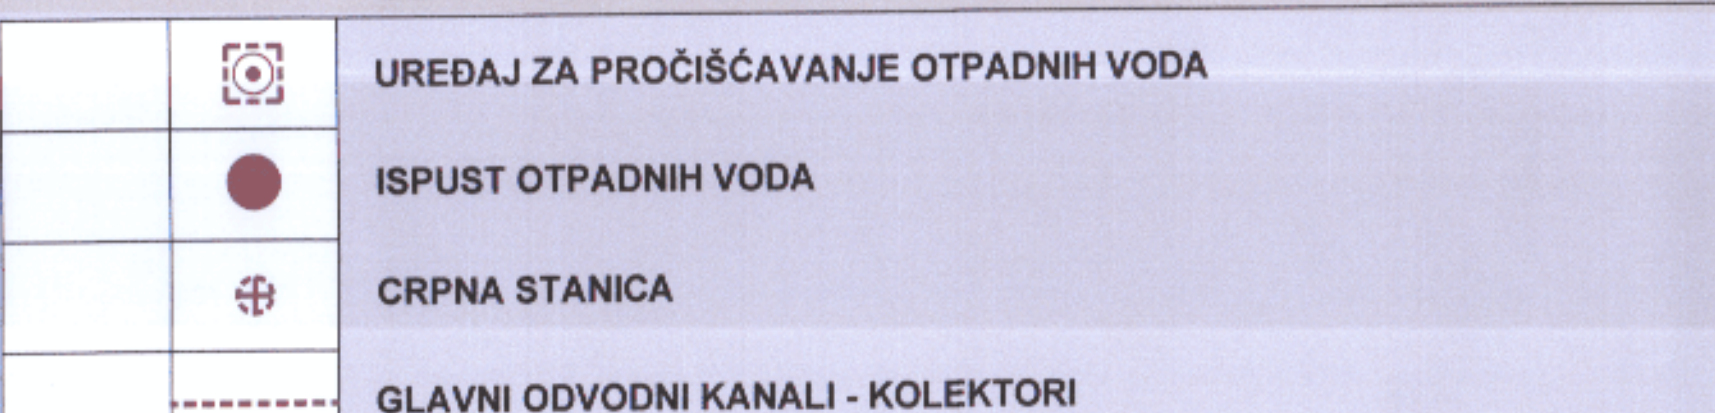 UREĐAJ ZA PROČIŠĆAVANJE OTPADNIH VODA
ISPUST OTPADNIH VODA
CRPNA STANICA
GLAVNI ODVODNI KANALI - KOLEKTORI